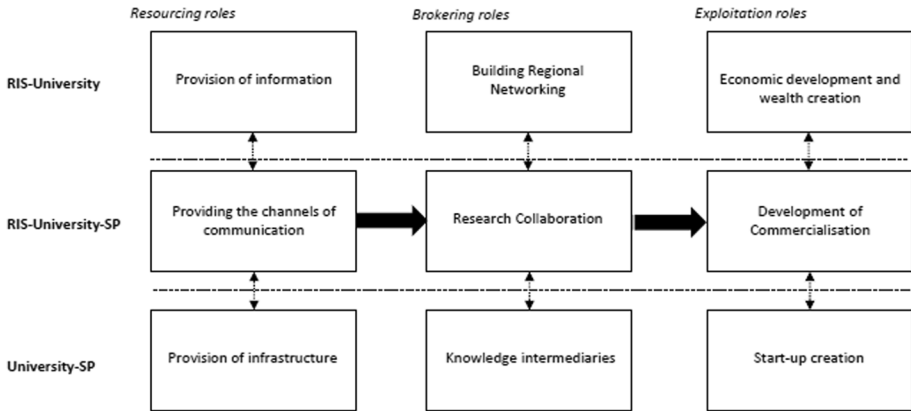 Resourcing roles
Brokering roles
Exploitation roles
RIS-University
Provision of information
Building Regional
Networking
Economic development and
wealth creation
RIS-University-SP
Providing the channels of
communication
Research Collaboration
Development of
Commercialisation
University-SP
Provision of infrastructure
Knowledge intermediaries
Start-up creation